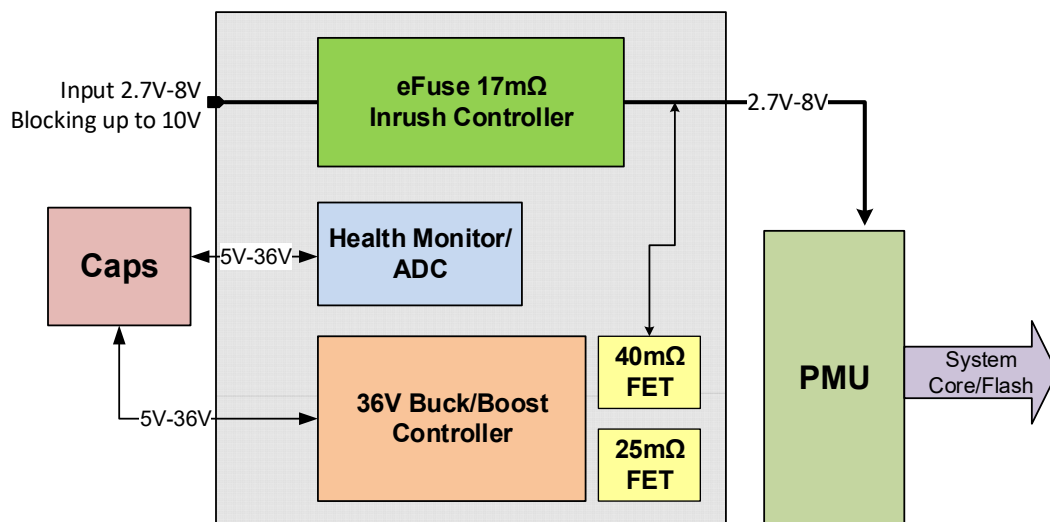 Input 2.7V-8V
Blocking up to 10V
eFuse 17mΩ
Inrush Controller
2.7V-8V
Caps
5V-36V
Health Monitor/
ADC
5V-36V
36V Buck/Boost
Controller
40mΩ
FET
25mΩ
FET
PMU
System
Core/Flash